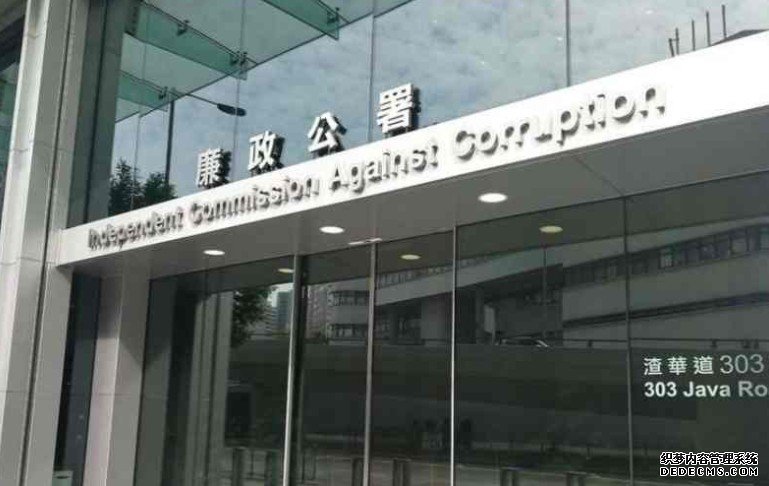 廉政公署
Independent Commission Against Corruption
渣華道303
303 Java Ro
织梦内容管理系统
DEDECMS.COM